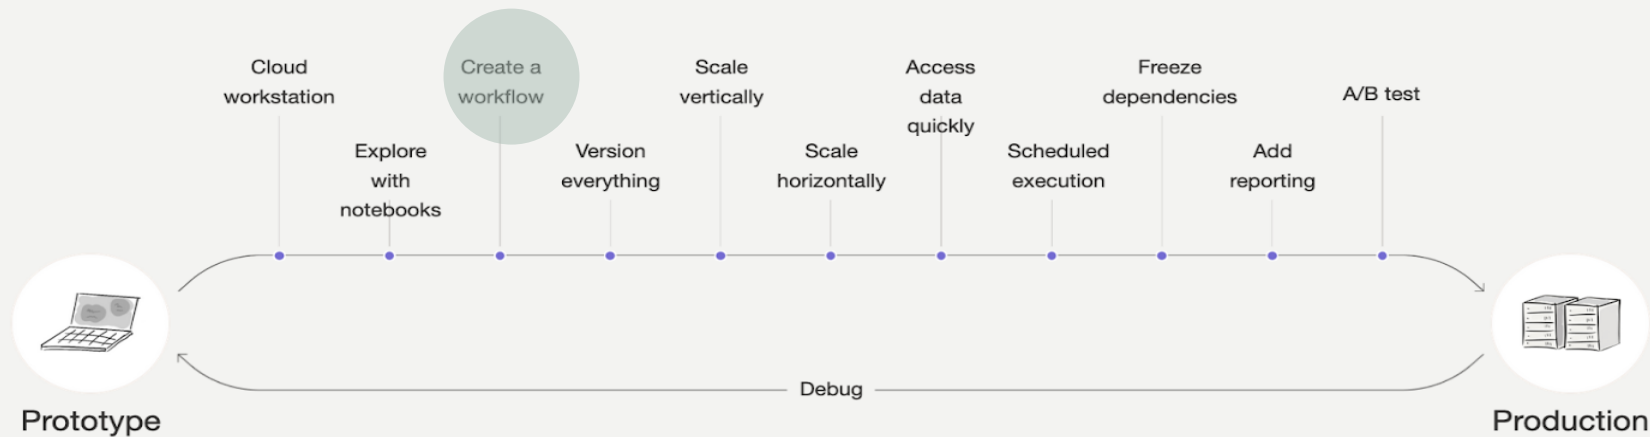 Cloud
workstation
Explore
with
notebooks
Create a
workflow
Version
everything
Scale
vertically
Scale
horizontally
Access
data
quickly
Scheduled
execution
Freeze
dependencies
Add
reporting
A/B test
Prototype
Debug
Production